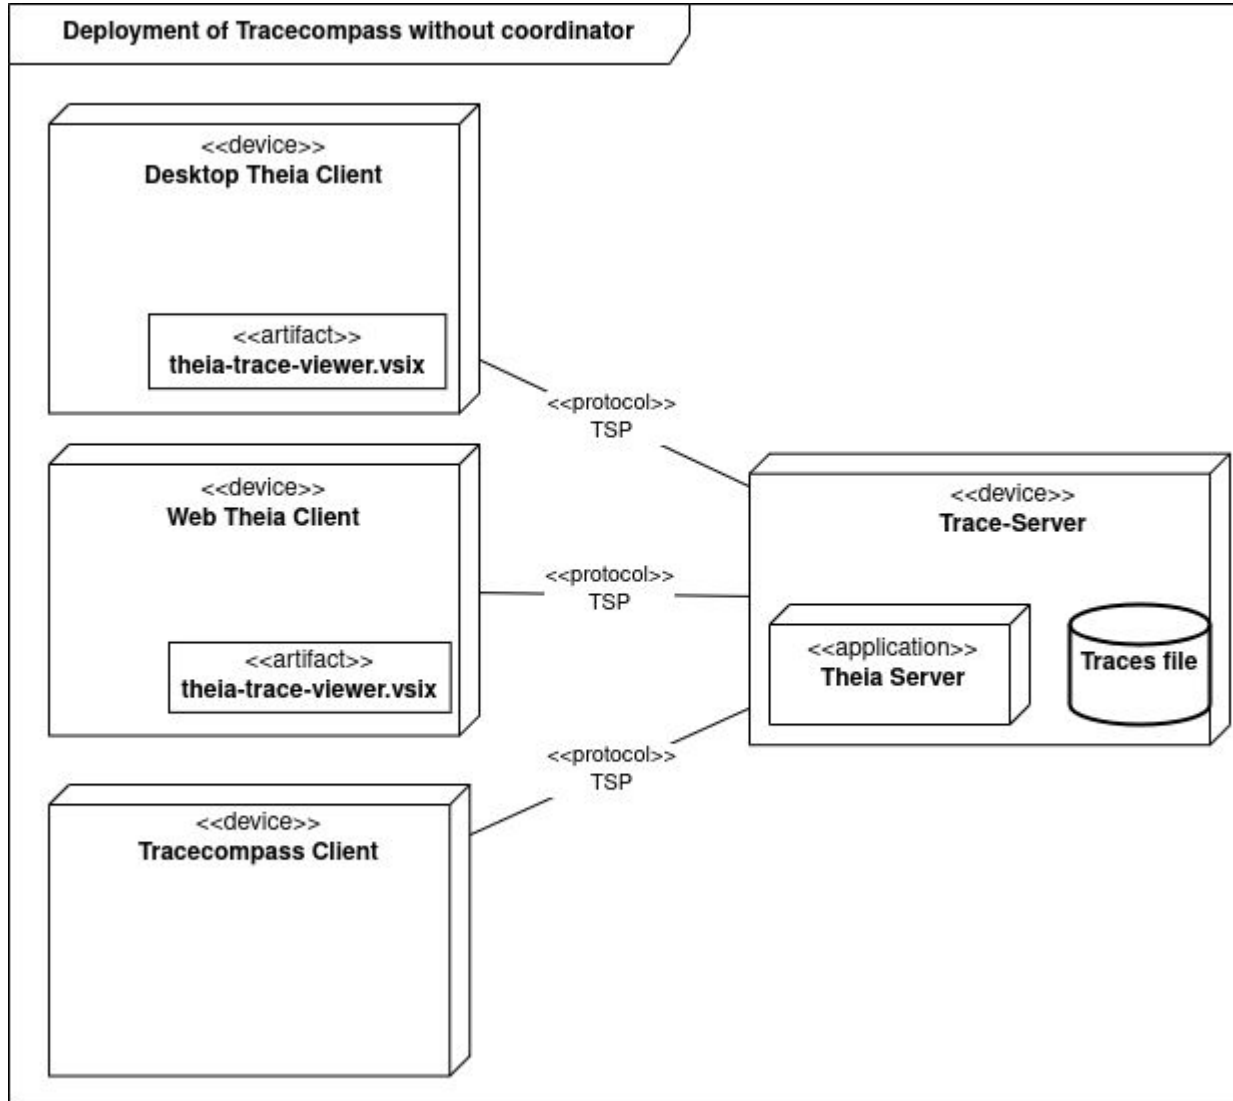 Deployment of Tracecompass without coordinator
<<device>>
Desktop Theia Client
<<artifact>>
theia-trace-viewer.vsix
<<protocol>>
TSP
<<device>>
Web Theia Client
<<artifact>>
theia-trace-viewer.vsix
<<protocol>>
TSP
<<device>>
Trace-Server
<<application>>
Theia Server
Traces file
<<protocol>>
TSP
<<device>>
Tracecompass Client